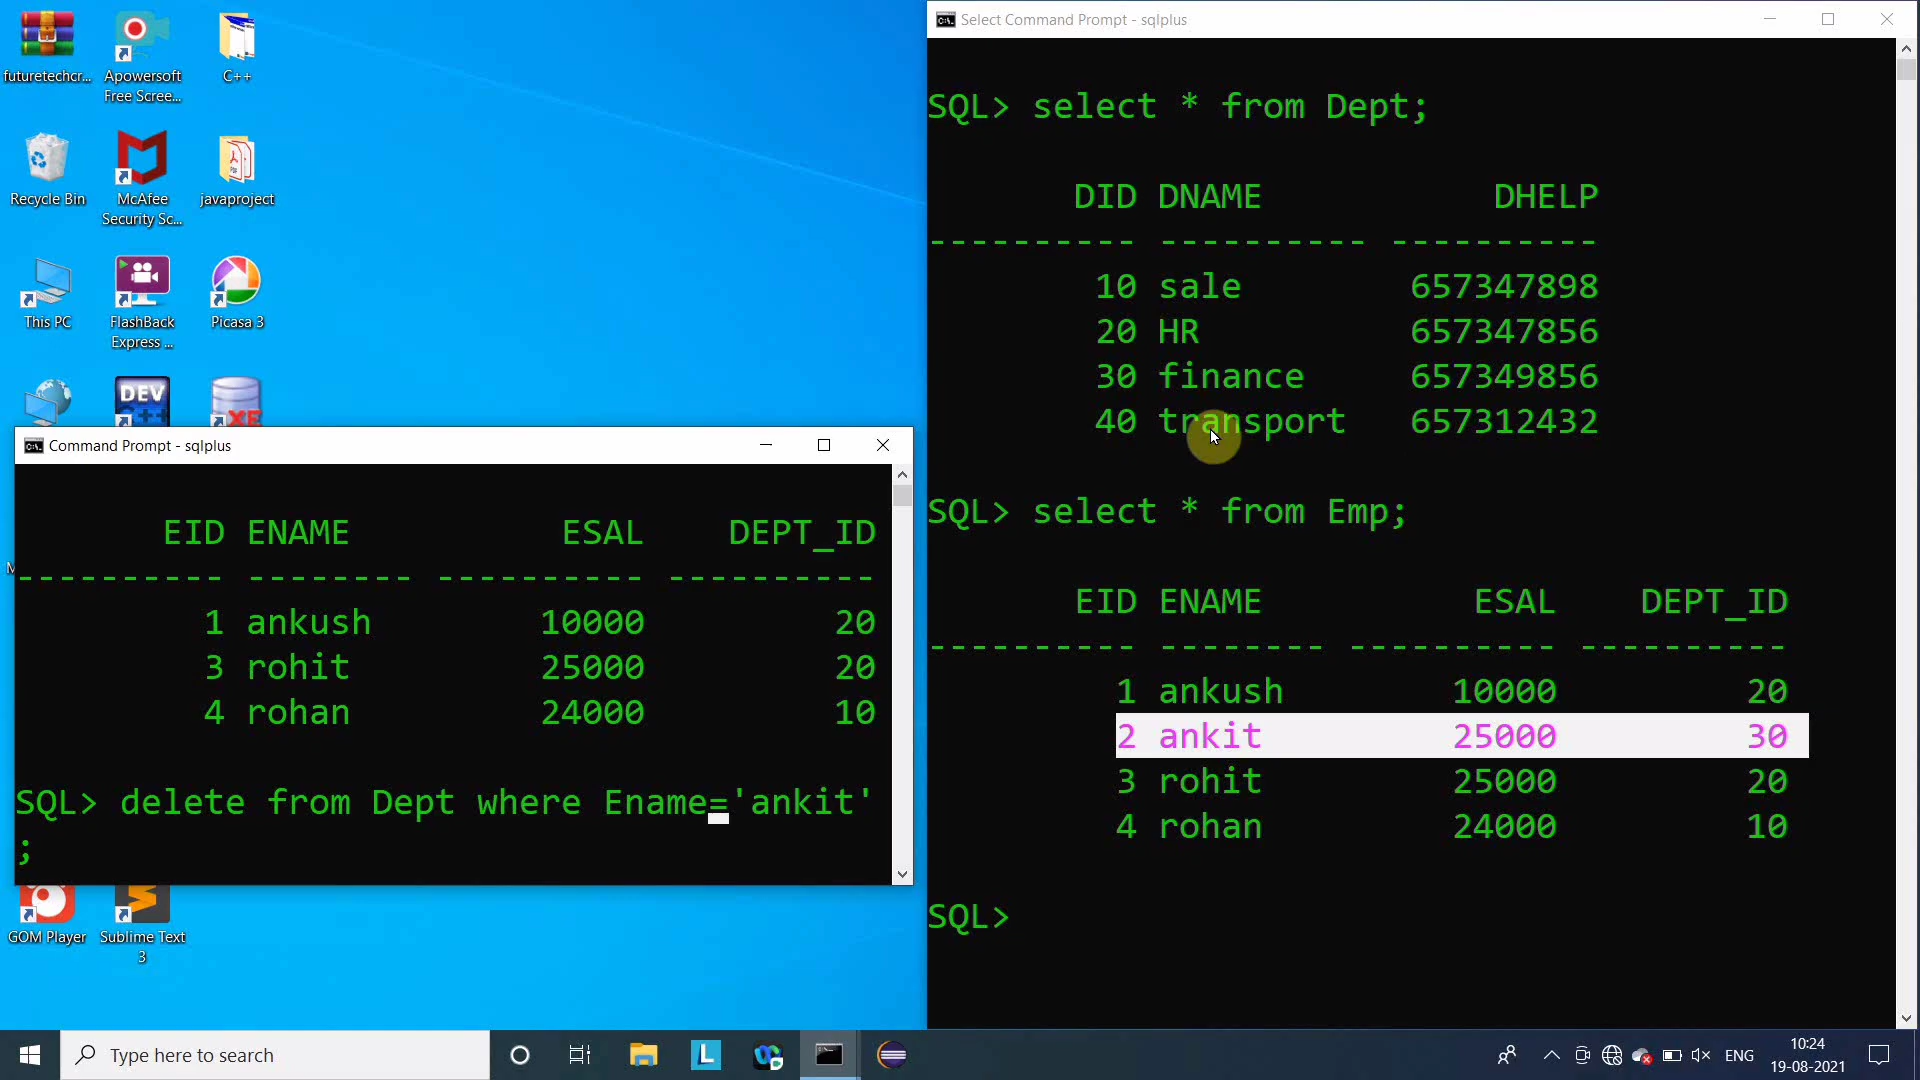 futuretechcr...
Apowersoft
Free Scree...
C++
Recycle Bin
McAfee
Security Sc...
javaproject
This PC
FlashBack
Express ...
Picasa 3
DEV
C++
XE
GOM Player
Sublime Text
3
Command Prompt - sqlplus
EID ENAME ESAL DEPT_ID
---------- -------- ---------- ----------
1 ankush 10000 20
3 rohit 25000 20
4 rohan 24000 10
SQL> delete from Dept where Ename='ankit'
;
Select Command Prompt - sqlplus
SQL> select * from Dept;
DID DNAME DHELP
---------- ---------- ----------
10 sale 657347898
20 HR 657347856
30 finance 657349856
40 transport 657312432
SQL> select * from Emp;
EID ENAME ESAL DEPT_ID
---------- -------- ---------- ----------
1 ankush 10000 20
2 ankit 25000 30
3 rohit 25000 20
4 rohan 24000 10
SQL>
Type here to search
L
ENG
10:24
19-08-2021